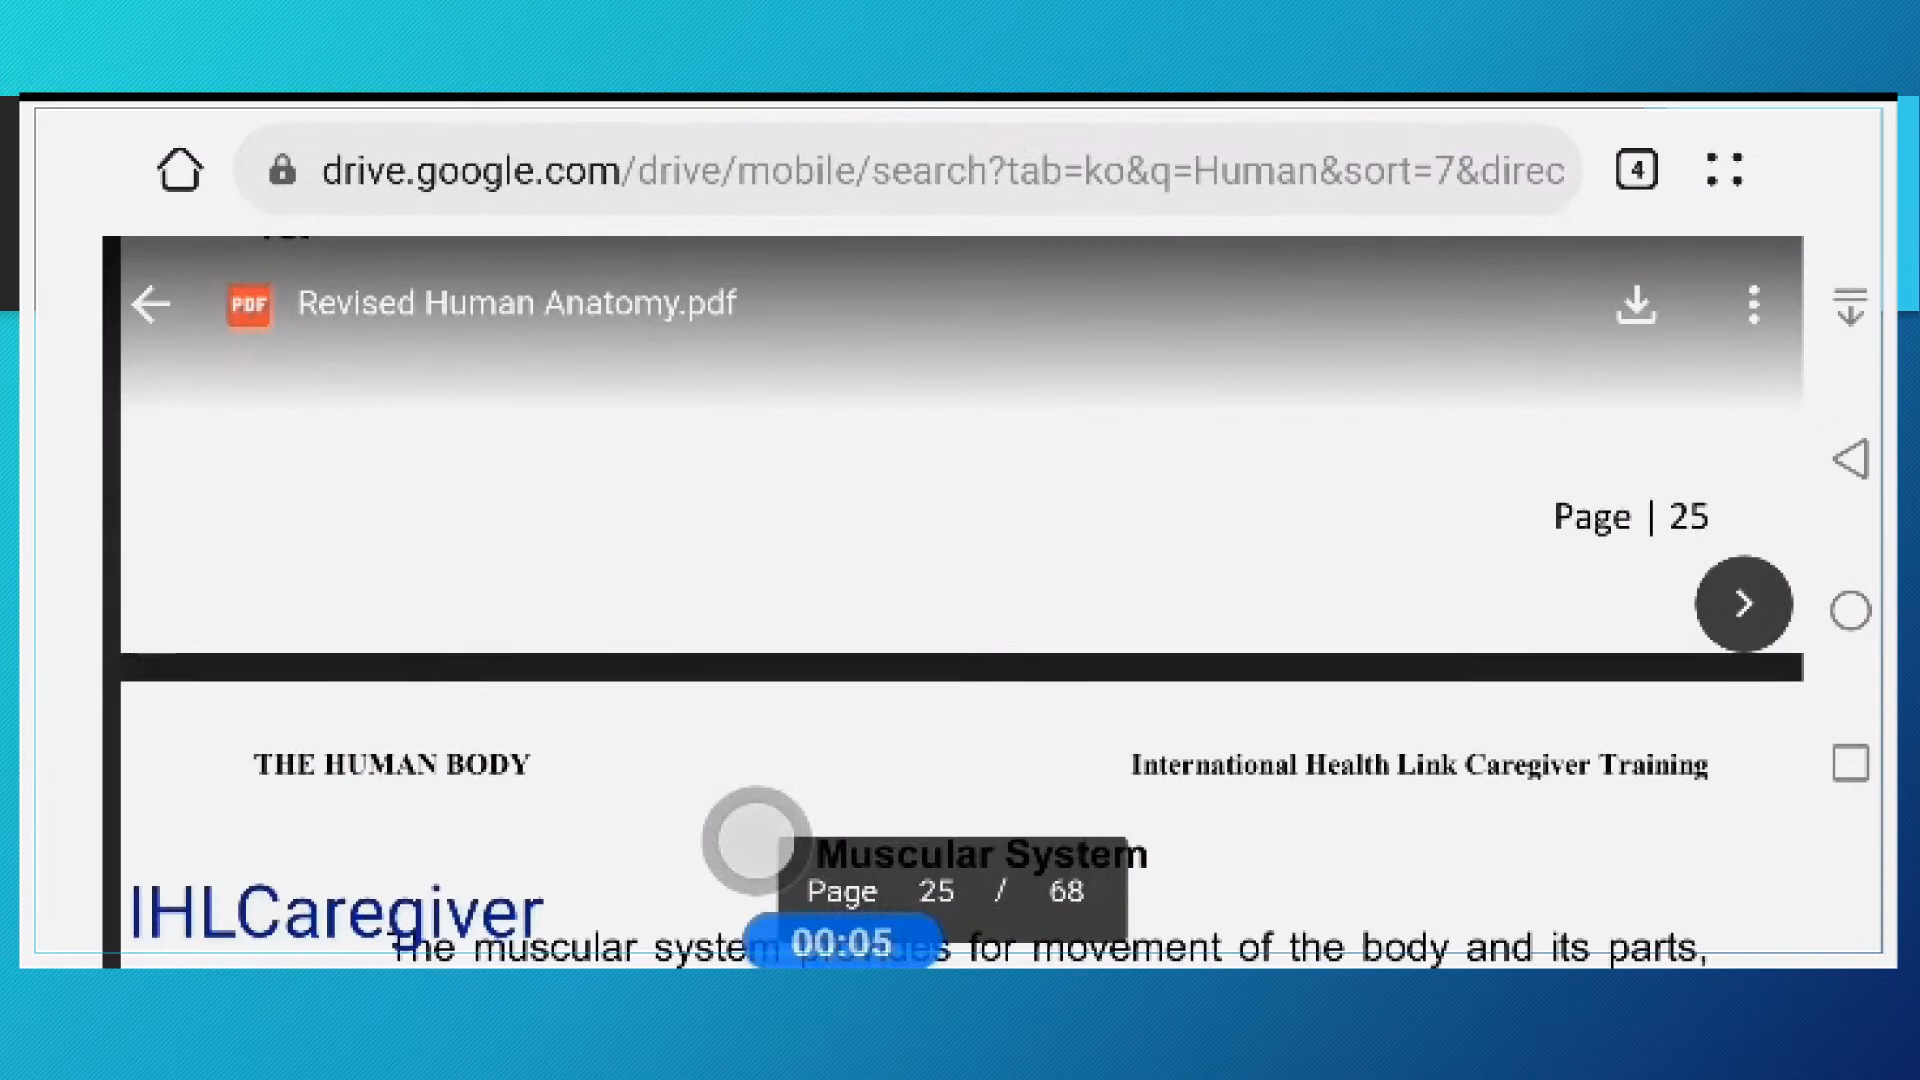 drive.google.com/drive/mobile/search?tab=ko&q=Human&sort=7&direc
4
PDF Revised Human Anatomy.pdf
Page | 25
THE HUMAN BODY International Health Link Caregiver Training
Muscular System
Page 25 / 68
IHLCaregiver
00:05
The muscular system provides for movement of the body and its parts,